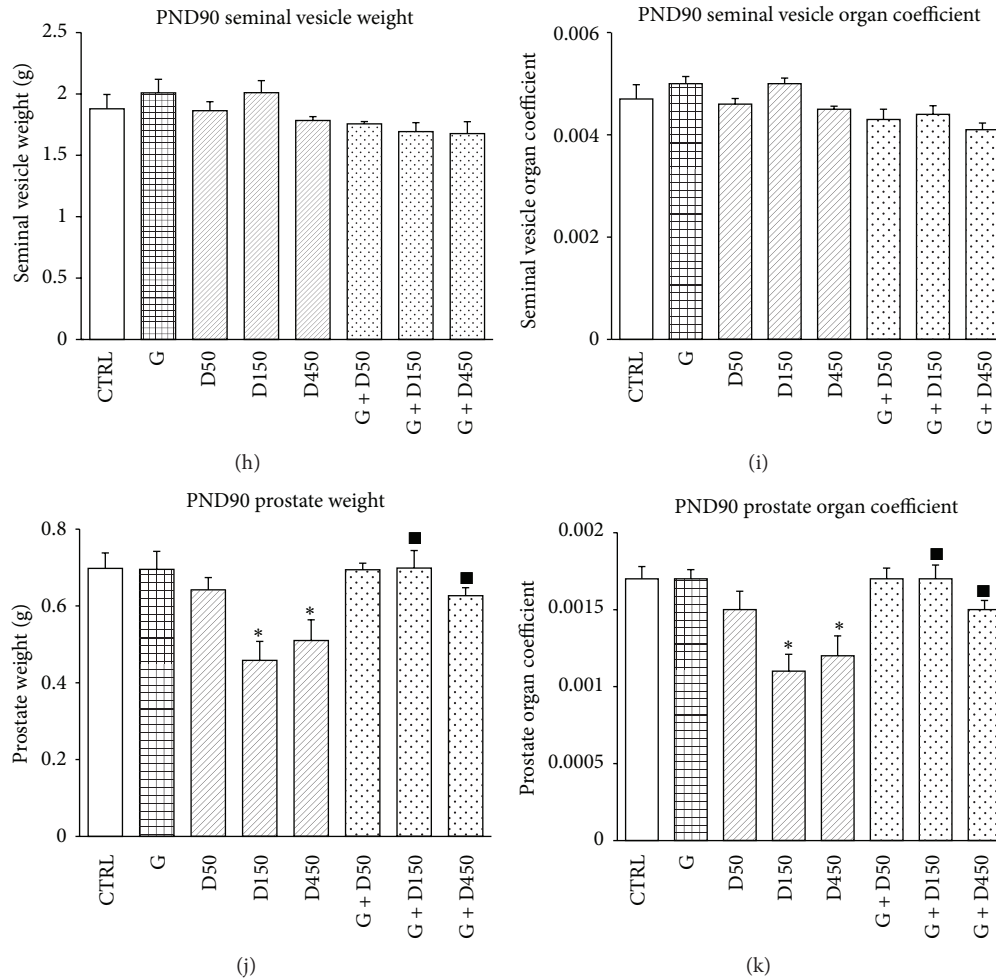 PND90 seminal vesicle weight
Seminal vesicle weight (g)
2.5
2
1.5
1
2.5
0
CTRL
G
D50
D150
D450
G + D50
G + D150
G + D450
(h)
PND90 seminal vesicle organ coefficient
Seminal vesicle organ coefficient
0.006
0.004
0.002
0
CTRL
G
D50
D150
D450
G + D50
G + D150
G + D450
(i)
PND90 prostate weight
Prostate weight (g)
0.8
0.6
0.4
0.2
0
*
*
CTRL
G
D50
D150
D450
G + D50
G + D150
G + D450
(j)
PND90 prostate organ coefficient
Prostate organ coefficient
0.002
0.0015
0.001
0.0005
0
*
*
CTRL
G
D50
D150
D450
G + D50
G + D150
G + D450
(k)